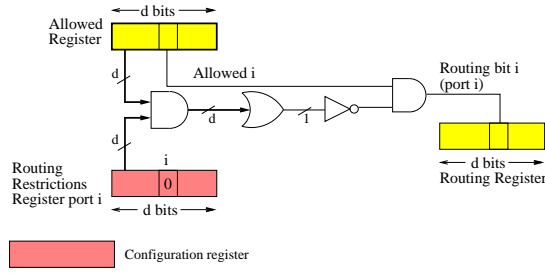 d bits
Allowed
Register
d
Allowed i
d
1
Routing bit i
(port i)
d
i
0
Routing
Restrictions
Register port i
d bits
d bits
Routing Register
Configuration register